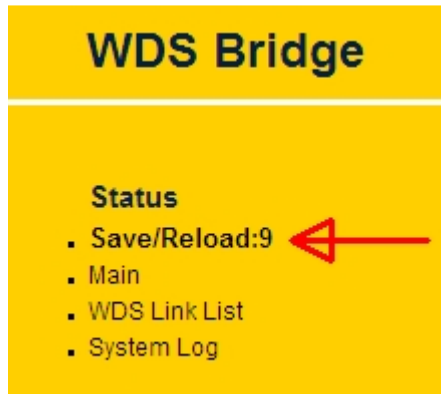 WDS Bridge
Status
Save/Reload:9
Main
WDS Link List
System Log